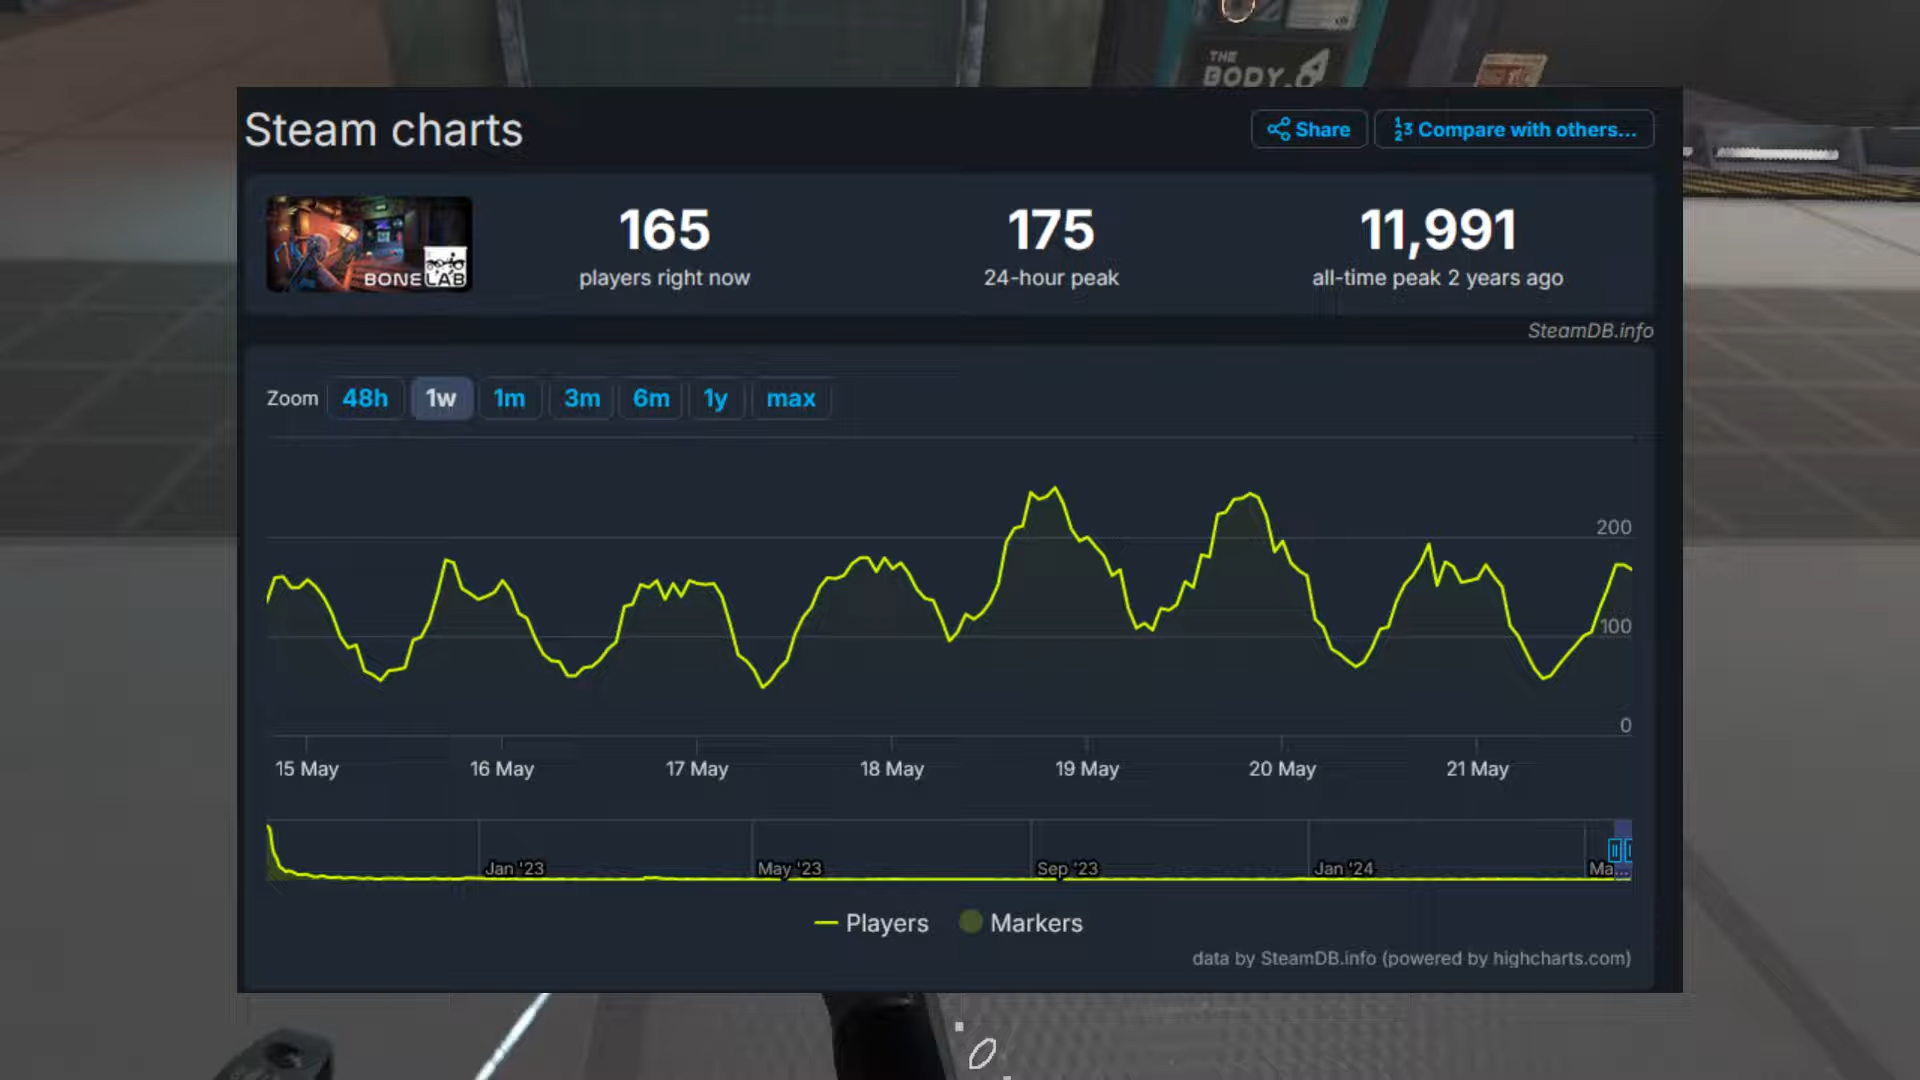 THE
BODY.
Steam charts
Share
Compare with others...
BONELAB
165
players right now
175
24-hour peak
11,991
all-time peak 2 years ago
SteamDB.info
Zoom 48h 1w 1m 3m 6m 1y max
200
100
0
15 May 16 May 17 May 18 May 19 May 20 May 21 May
Jan '23 May '23 Sep '23 Jan '24 Ma...
Players Markers
data by SteamDB.info (powered by highcharts.com)